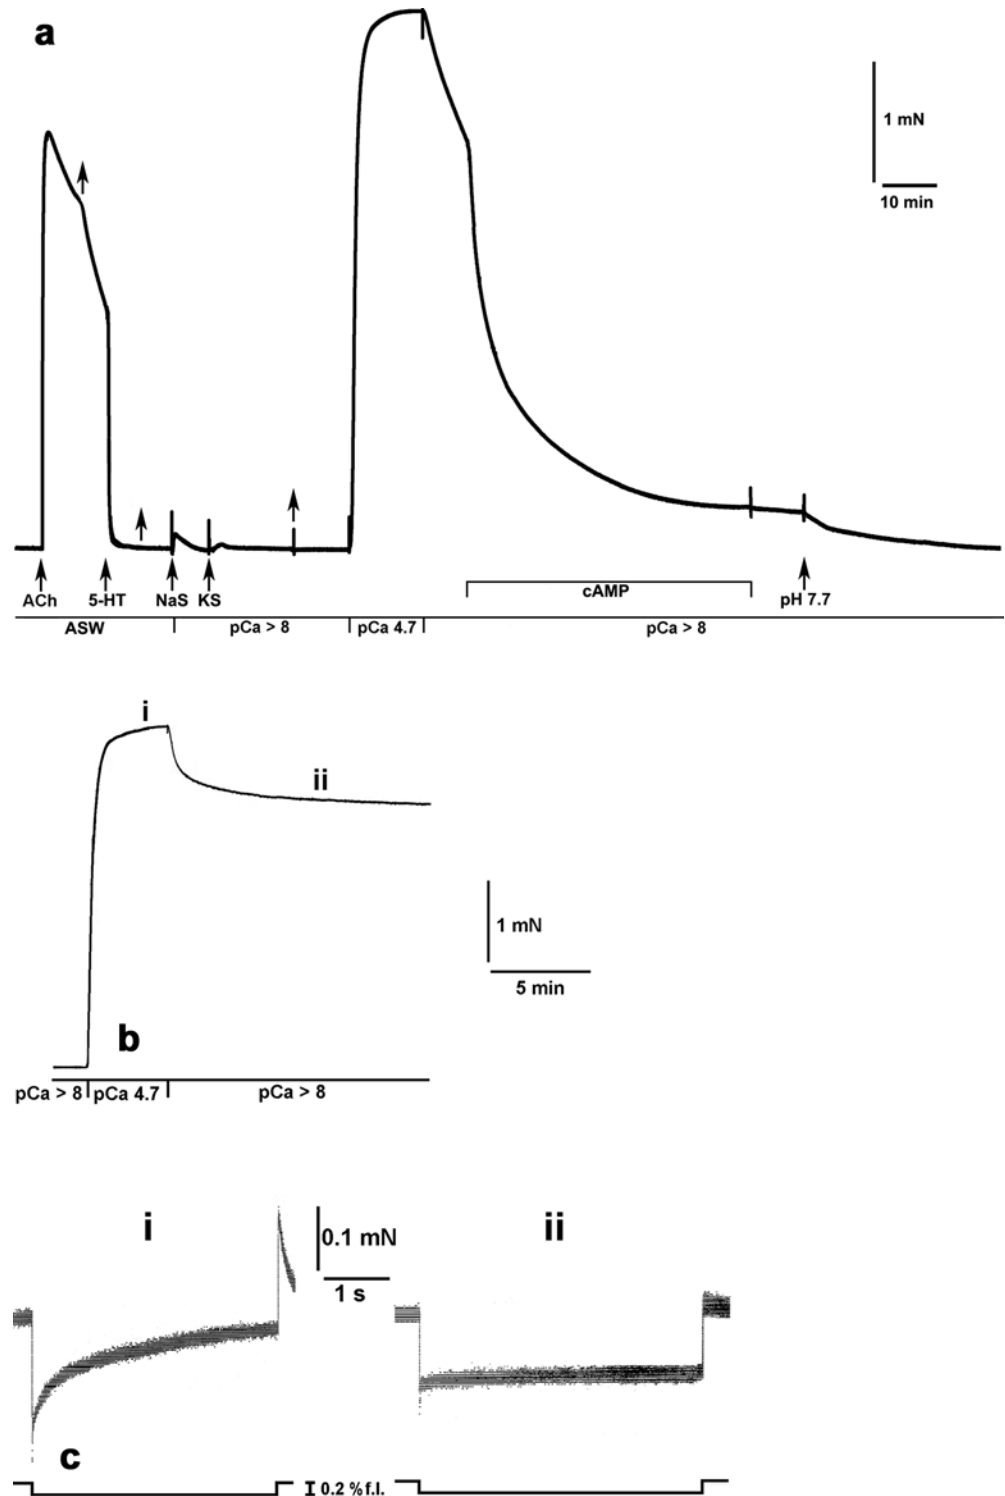 a
1 mN
10 min
ACh 5-HT NaS KS cAMP pH 7.7
ASW pCa > 8 pCa 4.7 pCa > 8
i
ii
1 mN
5 min
b
pCa > 8 pCa 4.7 pCa > 8
i ii
0.1 mN
1 s
c
0.2 % f.l.